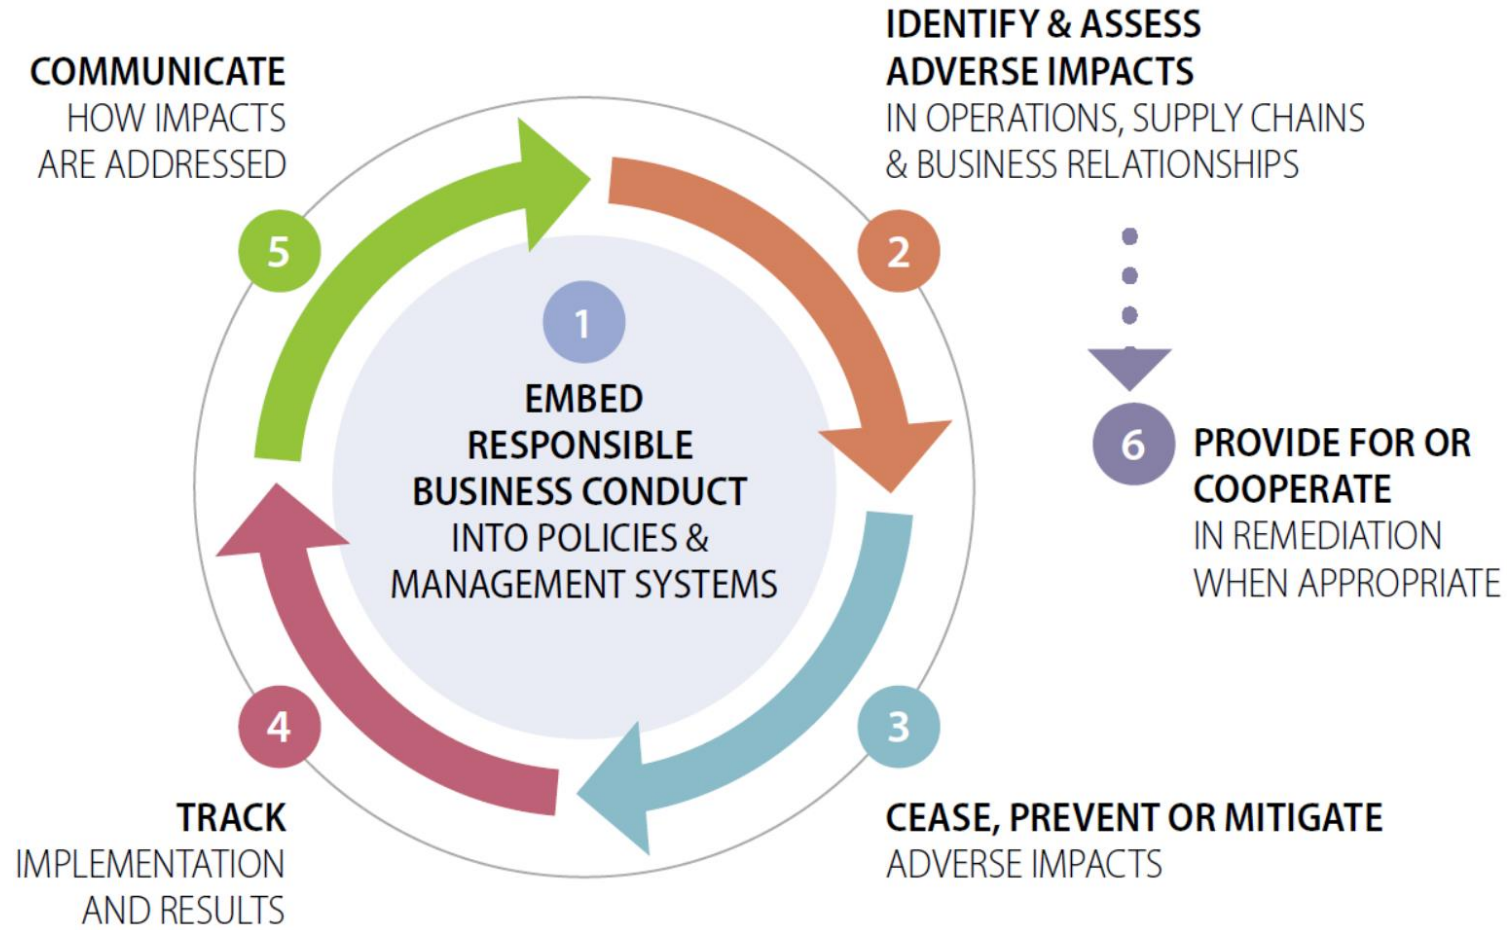 1
EMBED
RESPONSIBLE
BUSINESS CONDUCT
INTO POLICIES &
MANAGEMENT SYSTEMS
2
IDENTIFY & ASSESS
ADVERSE IMPACTS
IN OPERATIONS, SUPPLY CHAINS
& BUSINESS RELATIONSHIPS
3
CEASE, PREVENT OR MITIGATE
ADVERSE IMPACTS
4
TRACK
IMPLEMENTATION
AND RESULTS
5
COMMUNICATE
HOW IMPACTS
ARE ADDRESSED
6
PROVIDE FOR OR
COOPERATE
IN REMEDIATION
WHEN APPROPRIATE